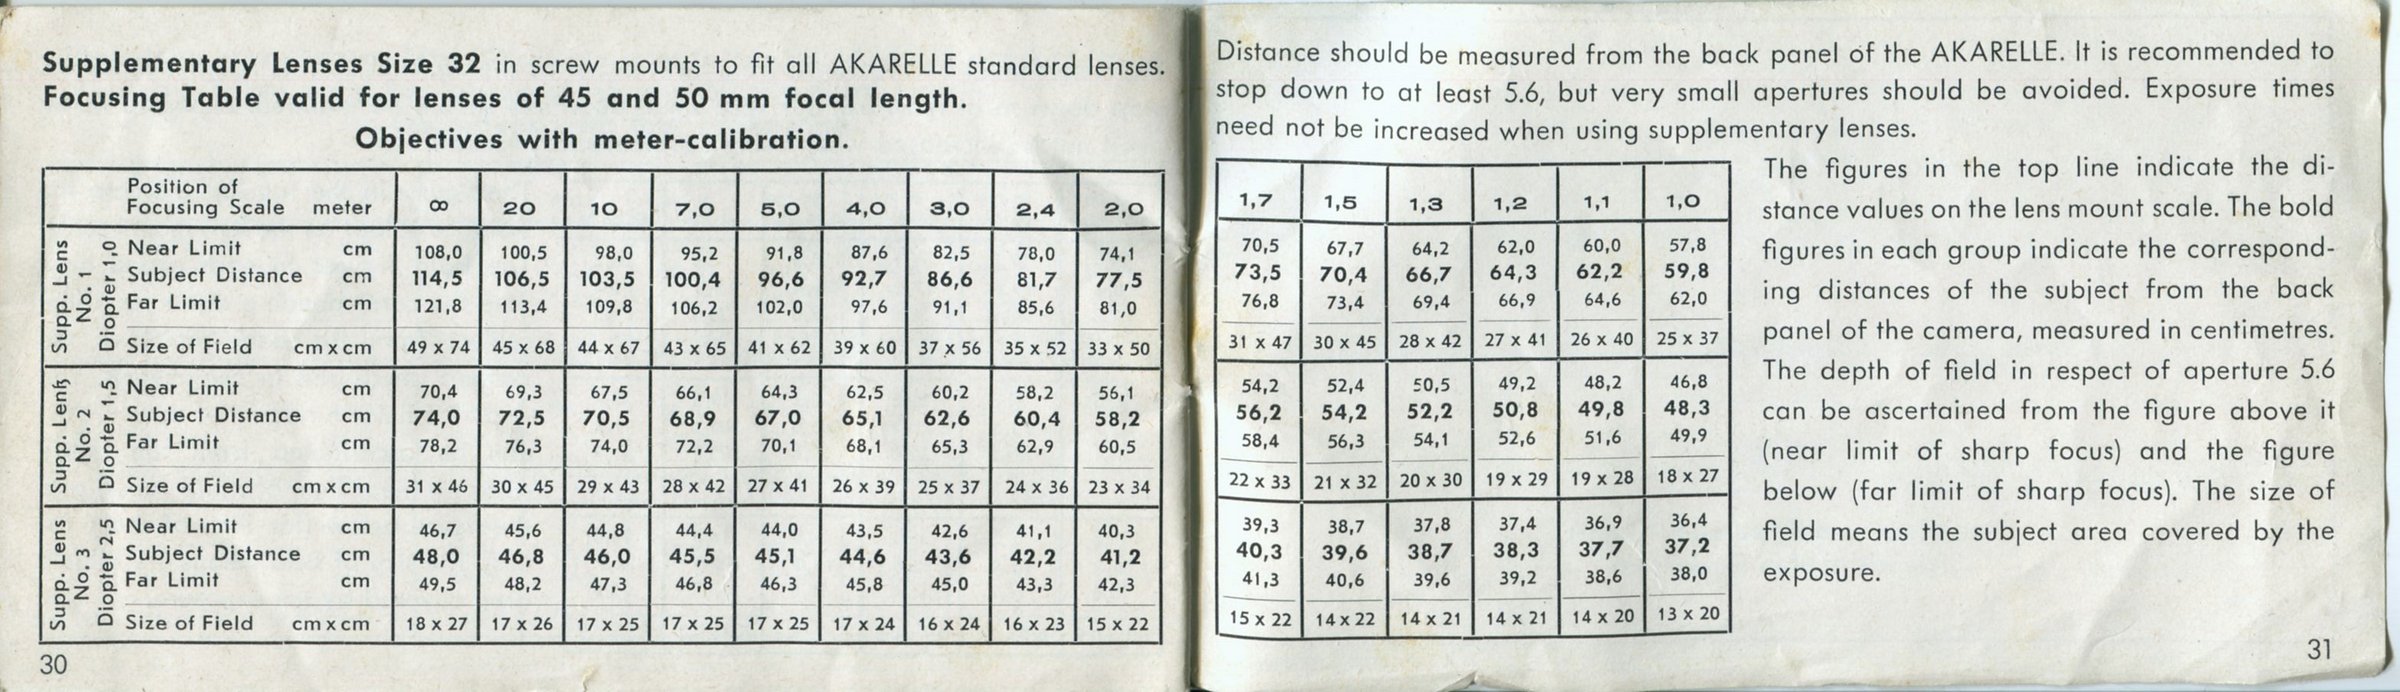 Supplementary Lenses Size 32 in screw mounts to fit all AKARELLE standard lenses.
Focusing Table valid for lenses of 45 and 50 mm focal length.
Objectives with meter-calibration.
Position of
Focusing Scale meter ∞ 20 10 7,0 5,0 4,0 3,0 2,4 2,0
Supp. Lens
No. 1
Diopter 1,0
Near Limit cm 108,0 100,5 98,0 95,2 91,8 87,6 82,5 78,0 74,1
Subject Distance cm 114,5 106,5 103,5 100,4 96,6 92,7 86,6 81,7 77,5
Far Limit cm 121,8 113,4 109,8 106,2 102,0 97,6 91,1 85,6 81,0
Size of Field cm x cm 49 x 74 45 x 68 44 x 67 43 x 65 41 x 62 39 x 60 37 x 56 35 x 52 33 x 50
Supp. Lens
No. 2
Diopter 1,5
Near Limit cm 70,4 69,3 67,5 66,1 64,3 62,5 60,2 58,2 56,1
Subject Distance cm 74,0 72,5 70,5 68,9 67,0 65,1 62,6 60,4 58,2
Far Limit cm 78,2 76,3 74,0 72,2 70,1 68,1 65,3 62,9 60,5
Size of Field cm x cm 31 x 46 30 x 45 29 x 43 28 x 42 27 x 41 26 x 39 25 x 37 24 x 36 23 x 34
Supp. Lens
No. 3
Diopter 2,5
Near Limit cm 46,7 45,6 44,8 44,4 44,0 43,5 42,6 41,1 40,3
Subject Distance cm 48,0 46,8 46,0 45,5 45,1 44,6 43,6 42,2 41,2
Far Limit cm 49,5 48,2 47,3 46,8 46,3 45,8 45,0 43,3 42,3
Size of Field cm x cm 18 x 27 17 x 26 17 x 25 17 x 25 17 x 25 17 x 24 16 x 24 16 x 23 15 x 22
30
Distance should be measured from the back panel of the AKARELLE. It is recommended to
stop down to at least 5.6, but very small apertures should be avoided. Exposure times
need not be increased when using supplementary lenses.
1,7 1,5 1,3 1,2 1,1 1,0
70,5 67,7 64,2 62,0 60,0 57,8
73,5 70,4 66,7 64,3 62,2 59,8
76,8 73,4 69,4 66,9 64,6 62,0
31 x 47 30 x 45 28 x 42 27 x 41 26 x 40 25 x 37
54,2 52,4 50,5 49,2 48,2 46,8
56,2 54,2 52,2 50,8 49,8 48,3
58,4 56,3 54,1 52,6 51,6 49,9
22 x 33 21 x 32 20 x 30 19 x 29 19 x 28 18 x 27
39,3 38,7 37,8 37,4 36,9 36,4
40,3 39,6 38,7 38,3 37,7 37,2
41,3 40,6 39,6 39,2 38,6 38,0
15 x 22 14 x 22 14 x 21 14 x 21 14 x 20 13 x 20
The figures in the top line indicate the di-
stance values on the lens mount scale. The bold
figures in each group indicate the correspond-
ing distances of the subject from the back
panel of the camera, measured in centimetres.
The depth of field in respect of aperture 5.6
can be ascertained from the figure above it
(near limit of sharp focus) and the figure
below (far limit of sharp focus). The size of
field means the subject area covered by the
exposure.
31